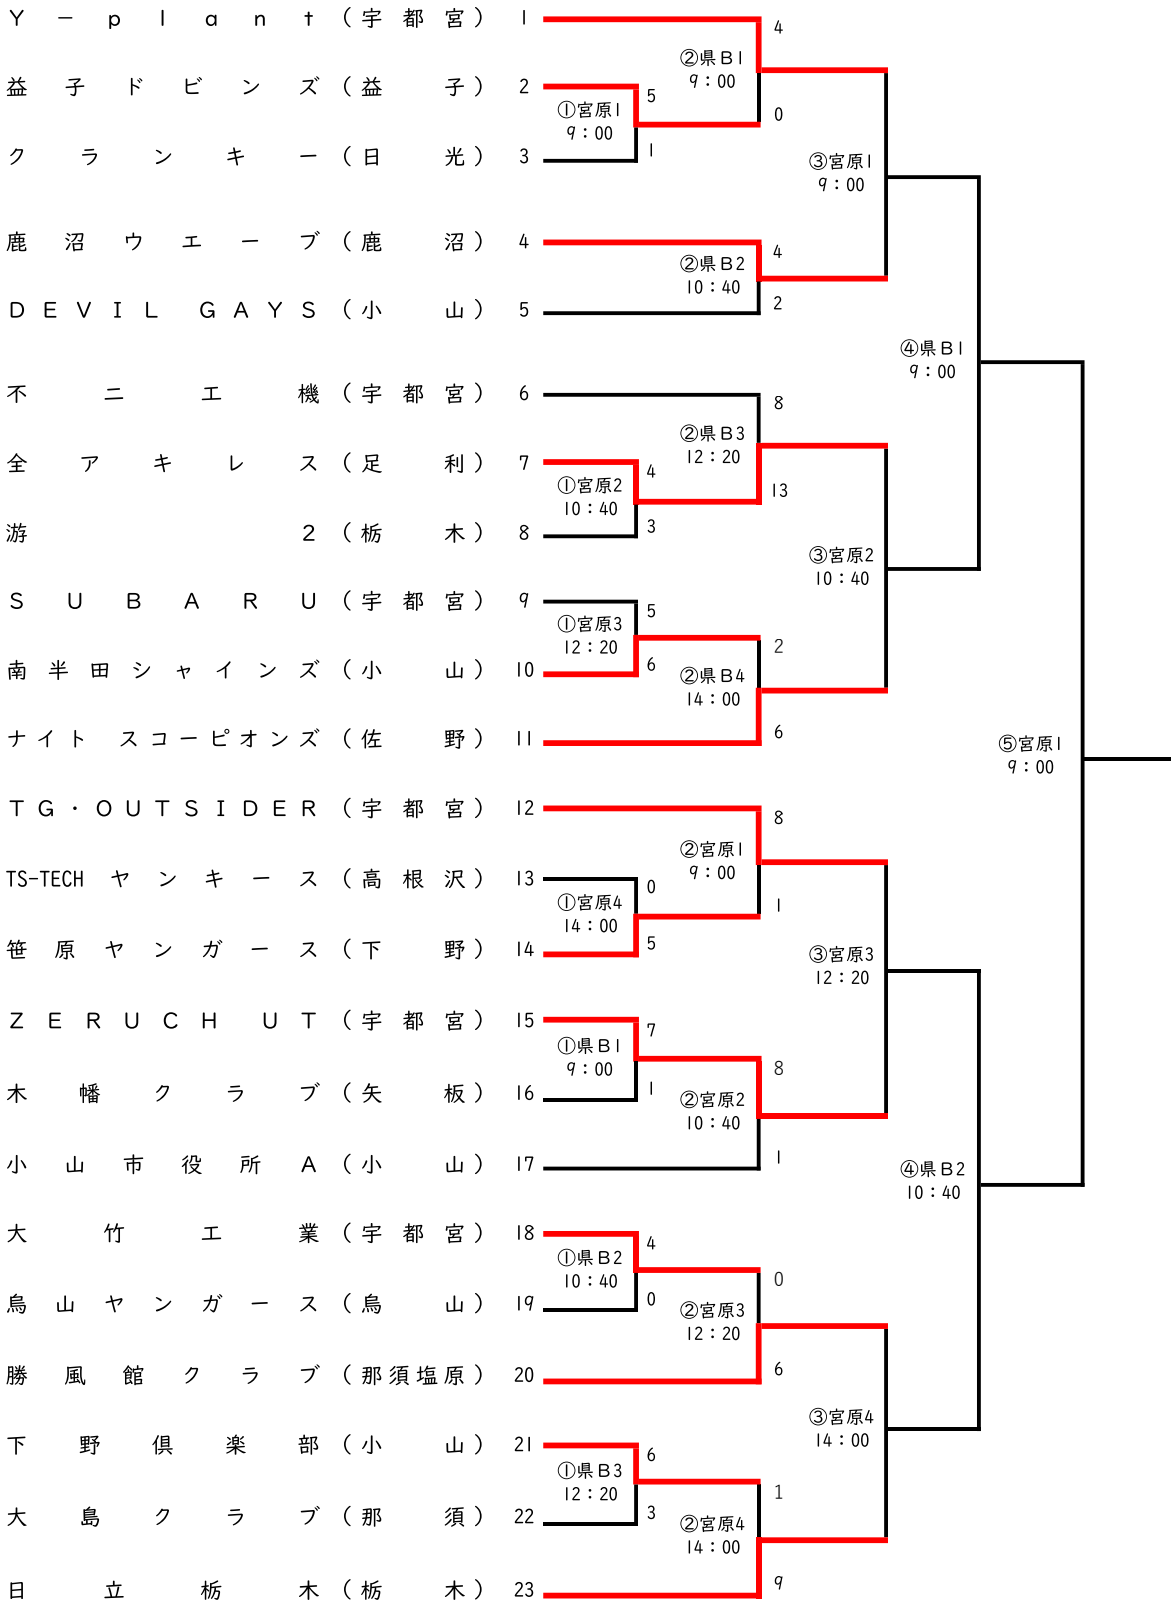 Y－plant（宇都宮） 1
4
②県B1
9：00
益子ドビンズ（益子） 2
5
①宮原1
9：00
0
クランキー（日光） 3
1
③宮原1
9：00
鹿沼ウエーブ（鹿沼） 4
4
②県B2
10：40
DEVIL GAYS（小山） 5
2
④県B1
9：00
不二工機（宇都宮） 6
8
②県B3
12：20
全アキレス（足利） 7
4
①宮原2
10：40
13
游2（栃木） 8
3
③宮原2
10：40
SUBARU（宇都宮） 9
5
①宮原3
12：20
2
南半田シャインズ（小山） 10
6
②県B4
14：00
ナイト スコーピオンズ（佐野） 11
6
⑤宮原1
9：00
TG・OUTSIDER（宇都宮） 12
8
②宮原1
9：00
TS-TECH ヤンキース（高根沢） 13
0
①宮原4
14：00
1
笹原ヤンガース（下野） 14
5
③宮原3
12：20
ZERUCH UT（宇都宮） 15
7
①県B1
9：00
8
木幡クラブ（矢板） 16
1
②宮原2
10：40
小山市役所A（小山） 17
1
④県B2
10：40
大竹工業（宇都宮） 18
4
①県B2
10：40
0
烏山ヤンガース（烏山） 19
0
②宮原3
12：20
勝風館クラブ（那須塩原） 20
6
③宮原4
14：00
下野倶楽部（小山） 21
6
①県B3
12：20
1
大島クラブ（那須） 22
3
②宮原4
14：00
日立栃木（栃木） 23
9